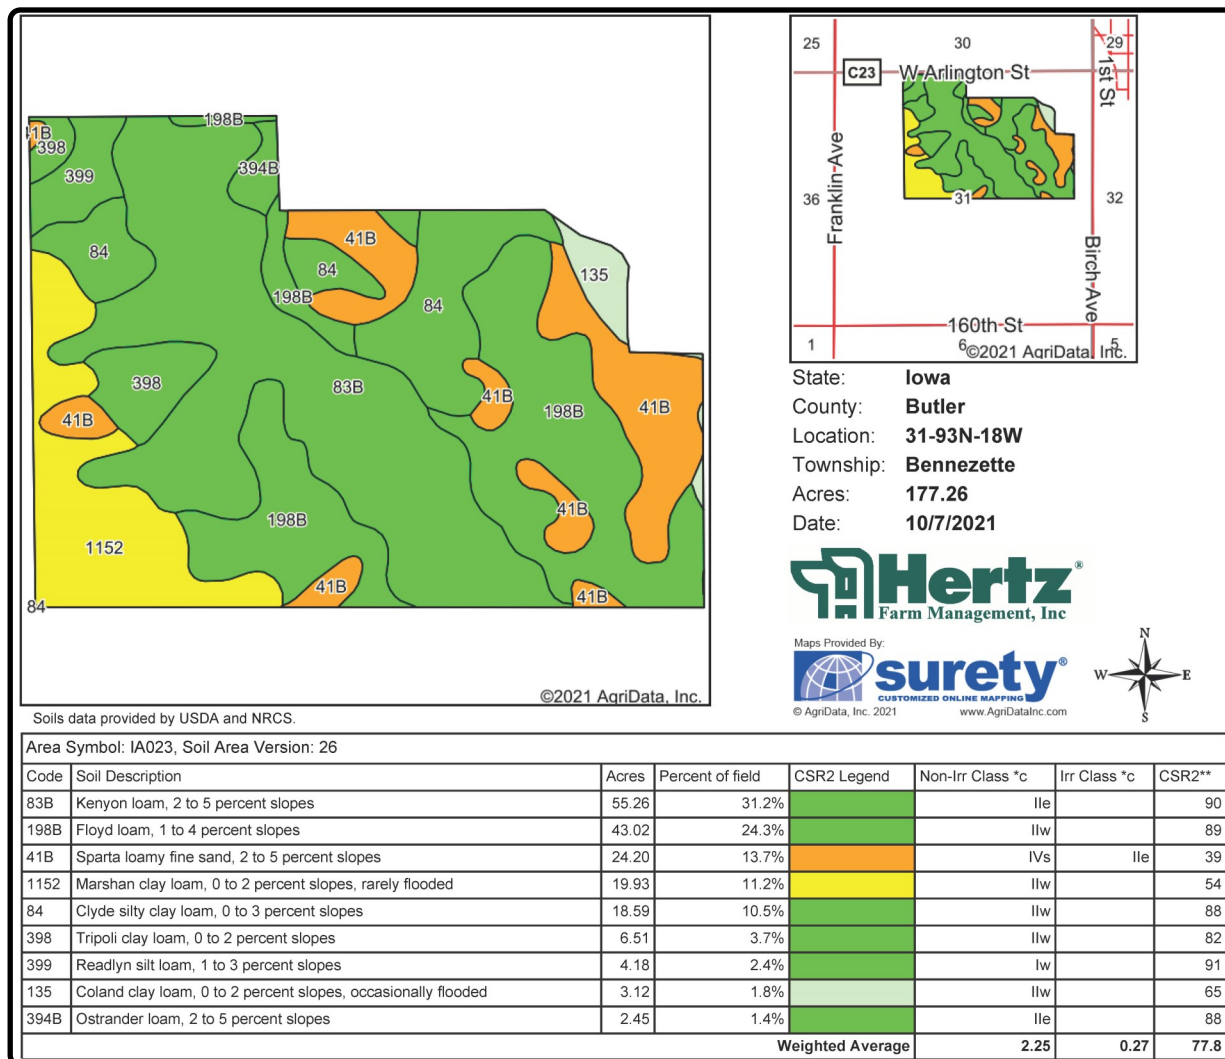 198B
41B
398
399
394B
84
41B
84
198B
84
135
398
83B
41B
41B
198B
41B
198B
41B
1152
41B
41B
84
©2021 AgriData, Inc.
Soils data provided by USDA and NRCS.
25
30
29
C23
W Arlington St
1st St
Franklin Ave
36
31
32
Birch Ave
160th St
1
6
5
©2021 AgriData, Inc.
State: Iowa
County: Butler
Location: 31-93N-18W
Township: Bennezette
Acres: 177.26
Date: 10/7/2021
Hertz®
Farm Management, Inc
Maps Provided By:
surety®
CUSTOMIZED ONLINE MAPPING
© AgriData, Inc. 2021 www.AgriDataInc.com
N
W E
S
Area Symbol: IA023, Soil Area Version: 26
Code Soil Description Acres Percent of field CSR2 Legend Non-Irr Class *c Irr Class *c CSR2**
83B Kenyon loam, 2 to 5 percent slopes 55.26 31.2% IIe 90
198B Floyd loam, 1 to 4 percent slopes 43.02 24.3% IIw 89
41B Sparta loamy fine sand, 2 to 5 percent slopes 24.20 13.7% IVs IIe 39
1152 Marshan clay loam, 0 to 2 percent slopes, rarely flooded 19.93 11.2% IIw 54
84 Clyde silty clay loam, 0 to 3 percent slopes 18.59 10.5% IIw 88
398 Tripoli clay loam, 0 to 2 percent slopes 6.51 3.7% IIw 82
399 Readlyn silt loam, 1 to 3 percent slopes 4.18 2.4% Iw 91
135 Coland clay loam, 0 to 2 percent slopes, occasionally flooded 3.12 1.8% IIw 65
394B Ostrander loam, 2 to 5 percent slopes 2.45 1.4% IIe 88
Weighted Average 2.25 0.27 77.8